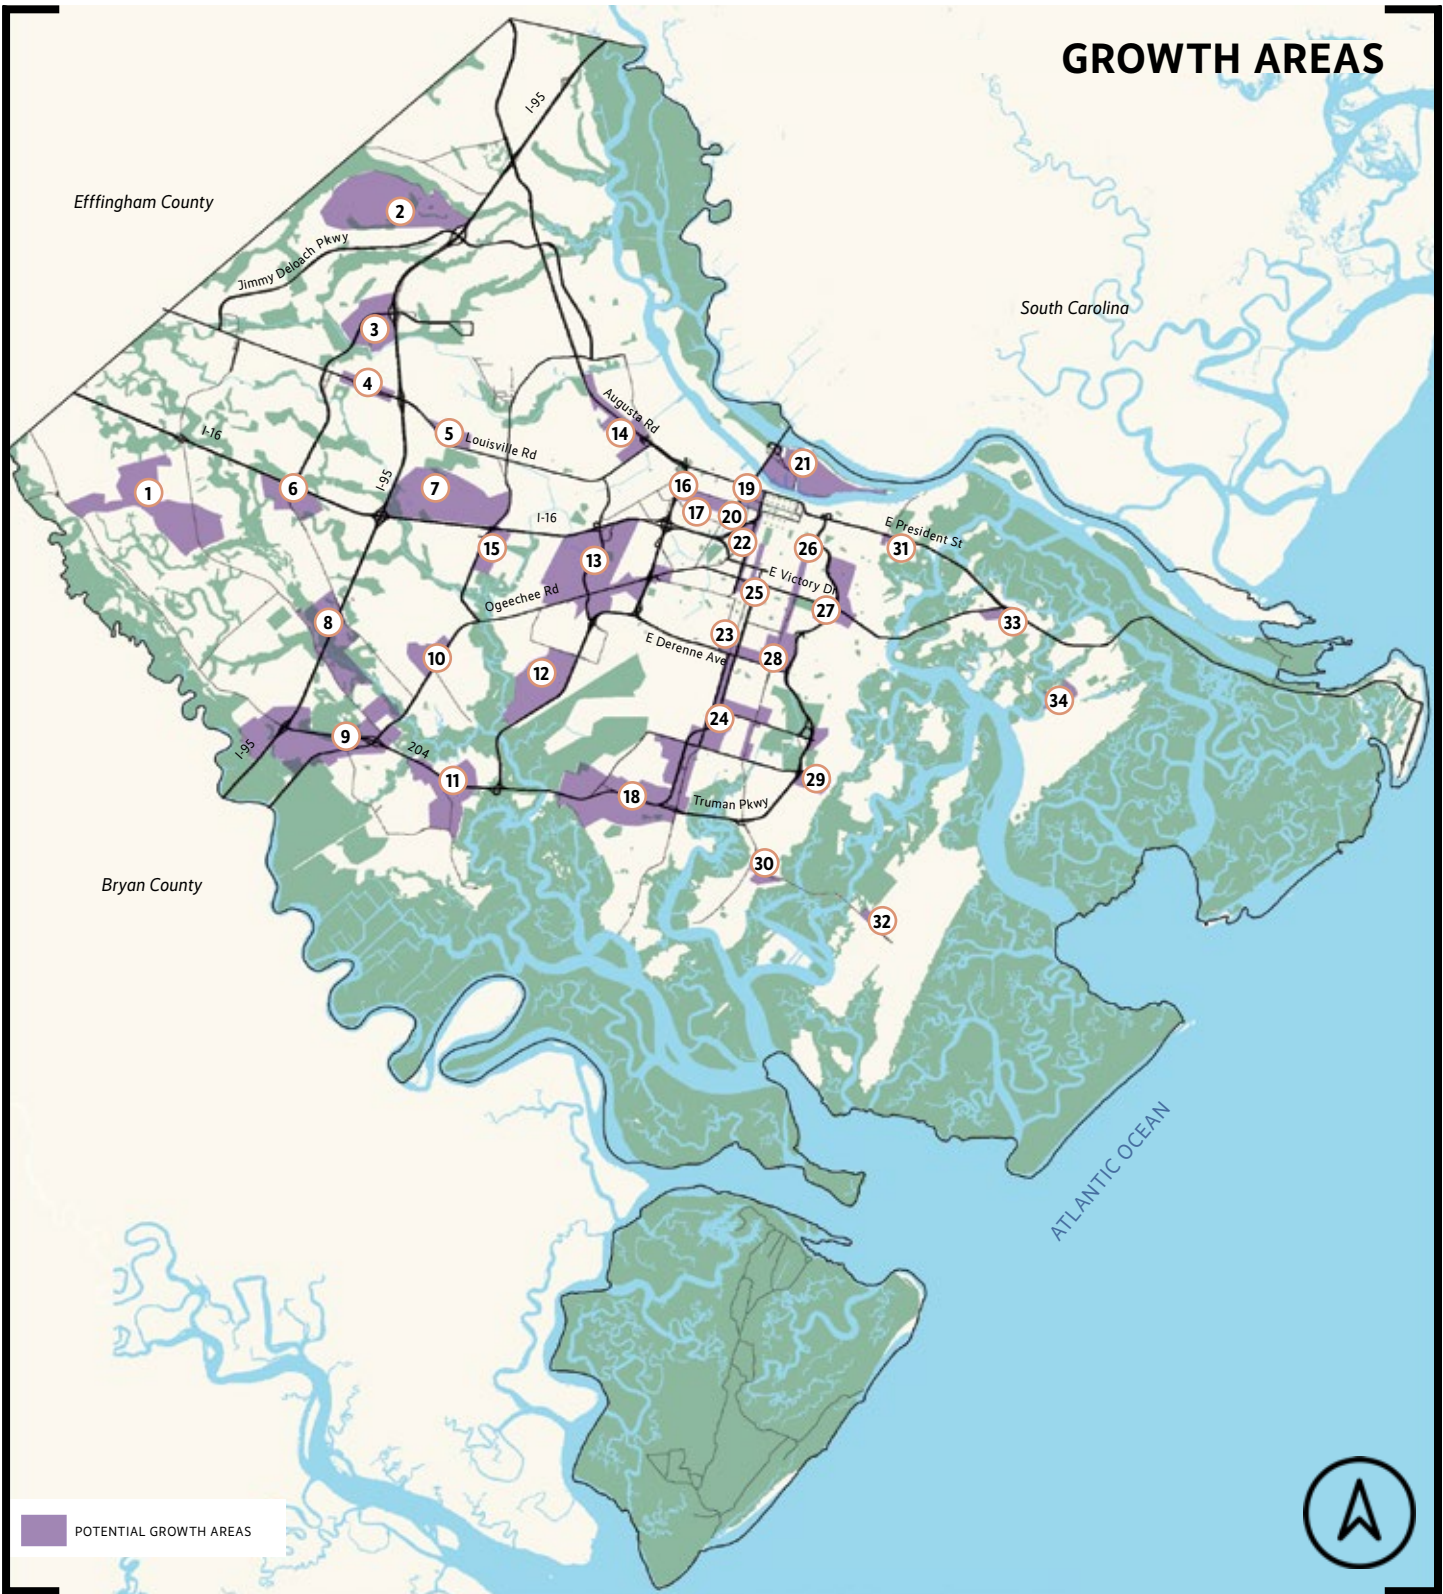 GROWTH AREAS
I-95
Efffingham County
2
Jimmy Deloach Pkwy
South Carolina
3
4
Augusta Rd
I-16
5
Louisville Rd
14
21
I-95
1
6
7
16
19
17
20
I-16
E President St
22
15
26
31
13
E Victory Dr
25
Ogeechee Rd
27
8
33
23
E Derenne Ave
10
28
12
34
24
9
I-95
204
11
29
18
Truman Pkwy
30
Bryan County
32
ATLANTIC OCEAN
POTENTIAL GROWTH AREAS